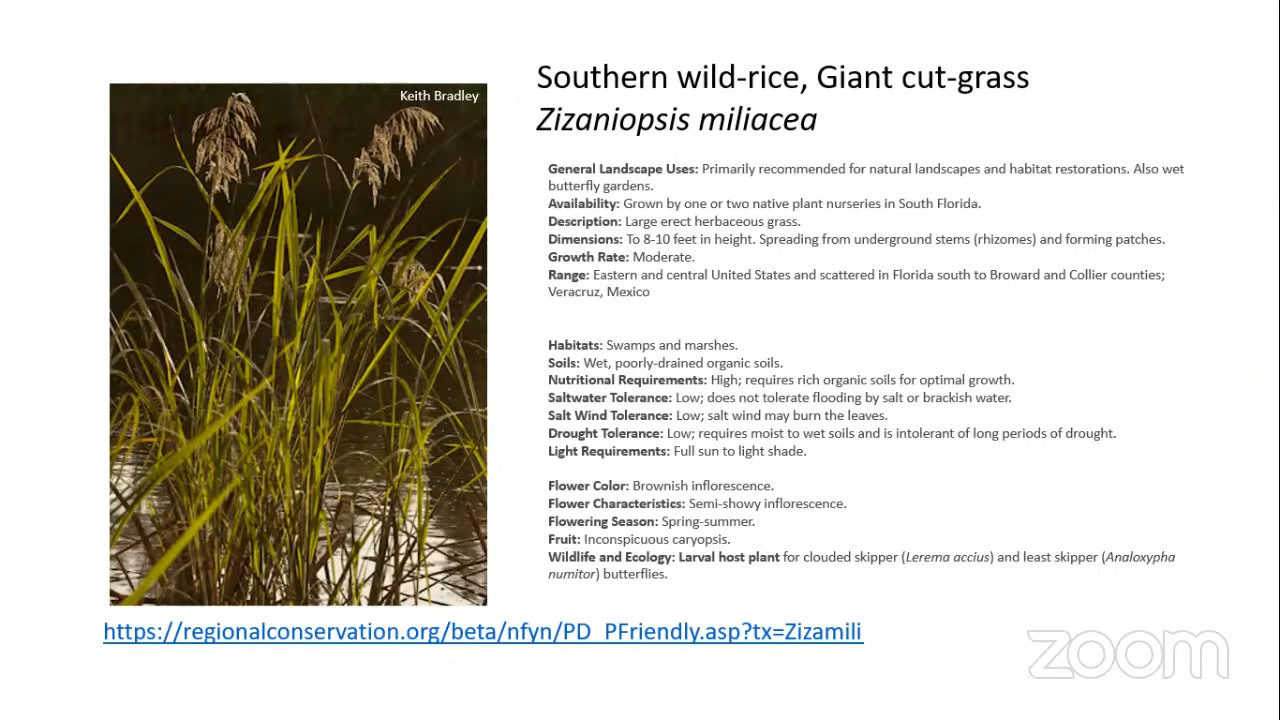 Keith Bradley
Southern wild-rice, Giant cut-grass
Zizaniopsis miliacea
General Landscape Uses: Primarily recommended for natural landscapes and habitat restorations. Also wet
butterfly gardens.
Availability: Grown by one or two native plant nurseries in South Florida.
Description: Large erect herbaceous grass.
Dimensions: To 8-10 feet in height. Spreading from underground stems (rhizomes) and forming patches.
Growth Rate: Moderate.
Range: Eastern and central United States and scattered in Florida south to Broward and Collier counties;
Veracruz, Mexico
Habitats: Swamps and marshes.
Soils: Wet, poorly-drained organic soils.
Nutritional Requirements: High; requires rich organic soils for optimal growth.
Saltwater Tolerance: Low; does not tolerate flooding by salt or brackish water.
Salt Wind Tolerance: Low; salt wind may burn the leaves.
Drought Tolerance: Low; requires moist to wet soils and is intolerant of long periods of drought.
Light Requirements: Full sun to light shade.
Flower Color: Brownish inflorescence.
Flower Characteristics: Semi-showy inflorescence.
Flowering Season: Spring-summer.
Fruit: Inconspicuous caryopsis.
Wildlife and Ecology: Larval host plant for clouded skipper (Lerema accius) and least skipper (Analoxypha
numitor) butterflies.
https://regionalconservation.org/beta/nfyn/PD_PFriendly.asp?tx=Zizamili
zoom